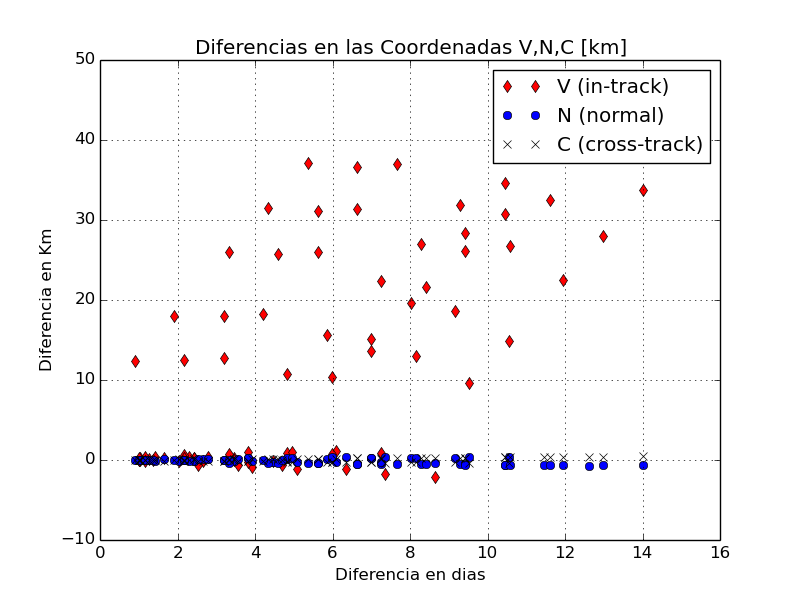 Diferencias en las Coordenadas V,N,C [km]
V (in-track)
N (normal)
C (cross-track)
50
40
30
20
10
0
−10
Diferencia en Km
0 2 4 6 8 10 12 14 16
Diferencia en dias